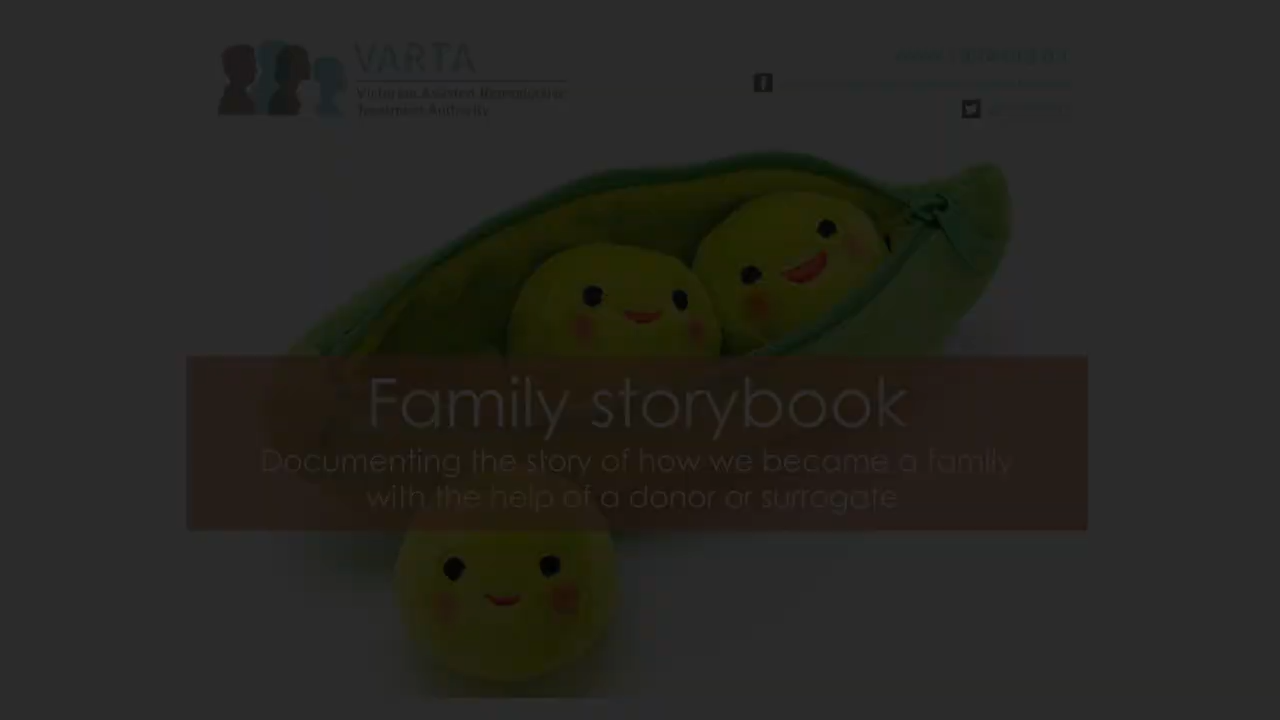 VARTA
Victorian Assisted Reproductive
Treatment Authority
Family storybook
Documenting the story of how we became a family
with the help of a donor or surrogate